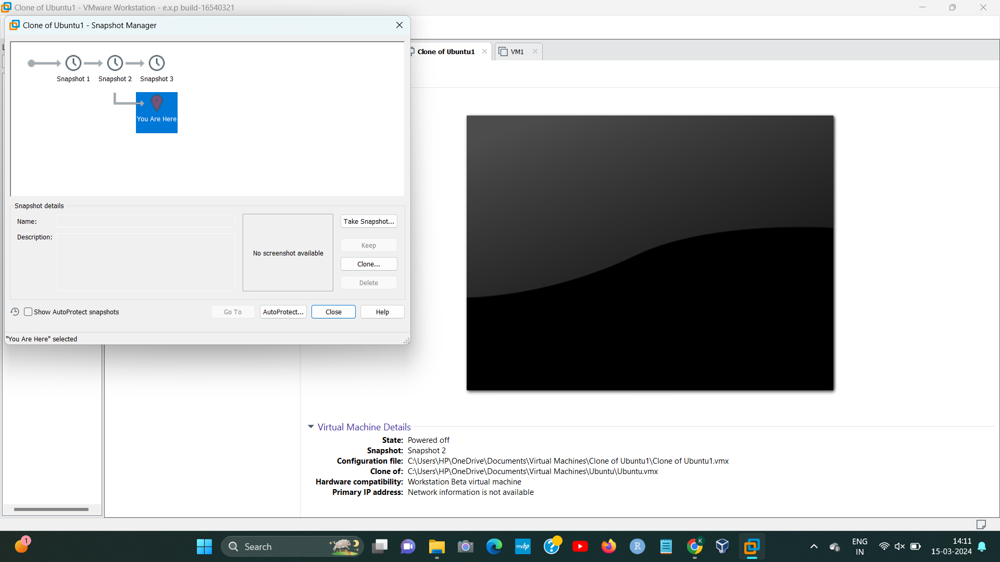 Clone of Ubuntu1 - VMware Workstation - e.x.p build-16540321
Clone of Ubuntu1 - Snapshot Manager
Clone of Ubuntu1
VM1
Snapshot 1
Snapshot 2
Snapshot 3
You Are Here
Snapshot details
Name:
Description:
No screenshot available
Take Snapshot...
Keep
Clone...
Delete
Show AutoProtect snapshots
Go To
AutoProtect...
Close
Help
"You Are Here" selected
Virtual Machine Details
State: Powered off
Snapshot: Snapshot 2
Configuration file: C:\Users\HP\OneDrive\Documents\Virtual Machines\Clone of Ubuntu1\Clone of Ubuntu1.vmx
Clone of: C:\Users\HP\OneDrive\Documents\Virtual Machines\Ubuntu\Ubuntu.vmx
Hardware compatibility: Workstation Beta virtual machine
Primary IP address: Network information is not available
1
Search
myhp
?
R
K
ENG
IN
14:11
15-03-2024